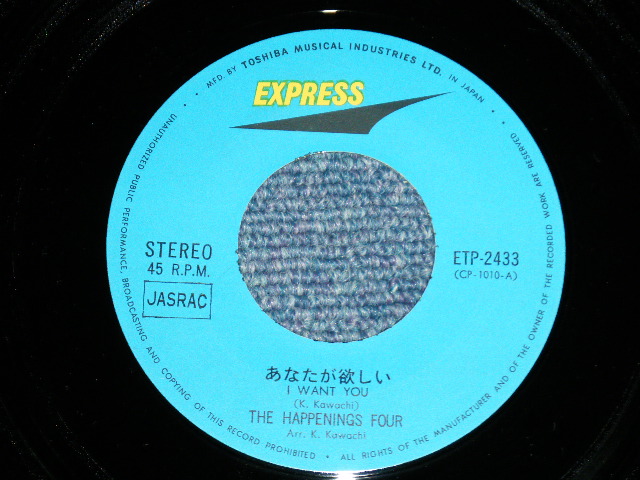 MFD. BY TOSHIBA MUSICAL INDUSTRIES LTD. IN JAPAN •
ALL RIGHTS OF THE MANUFACTURER AND OF THE OWNER OF THE RECORDED WORK ARE RESERVED
UNAUTHORIZED PUBLIC PERFORMANCE, BROADCASTING AND COPYING OF THIS RECORD PROHIBITED •
EXPRESS
STEREO
45 R.P.M.
JASRAC
ETP-2433
(CP-1010-A)
あなたが欲しい
I WANT YOU
(K. Kawachi)
THE HAPPENINGS FOUR
Arr. K. Kawachi